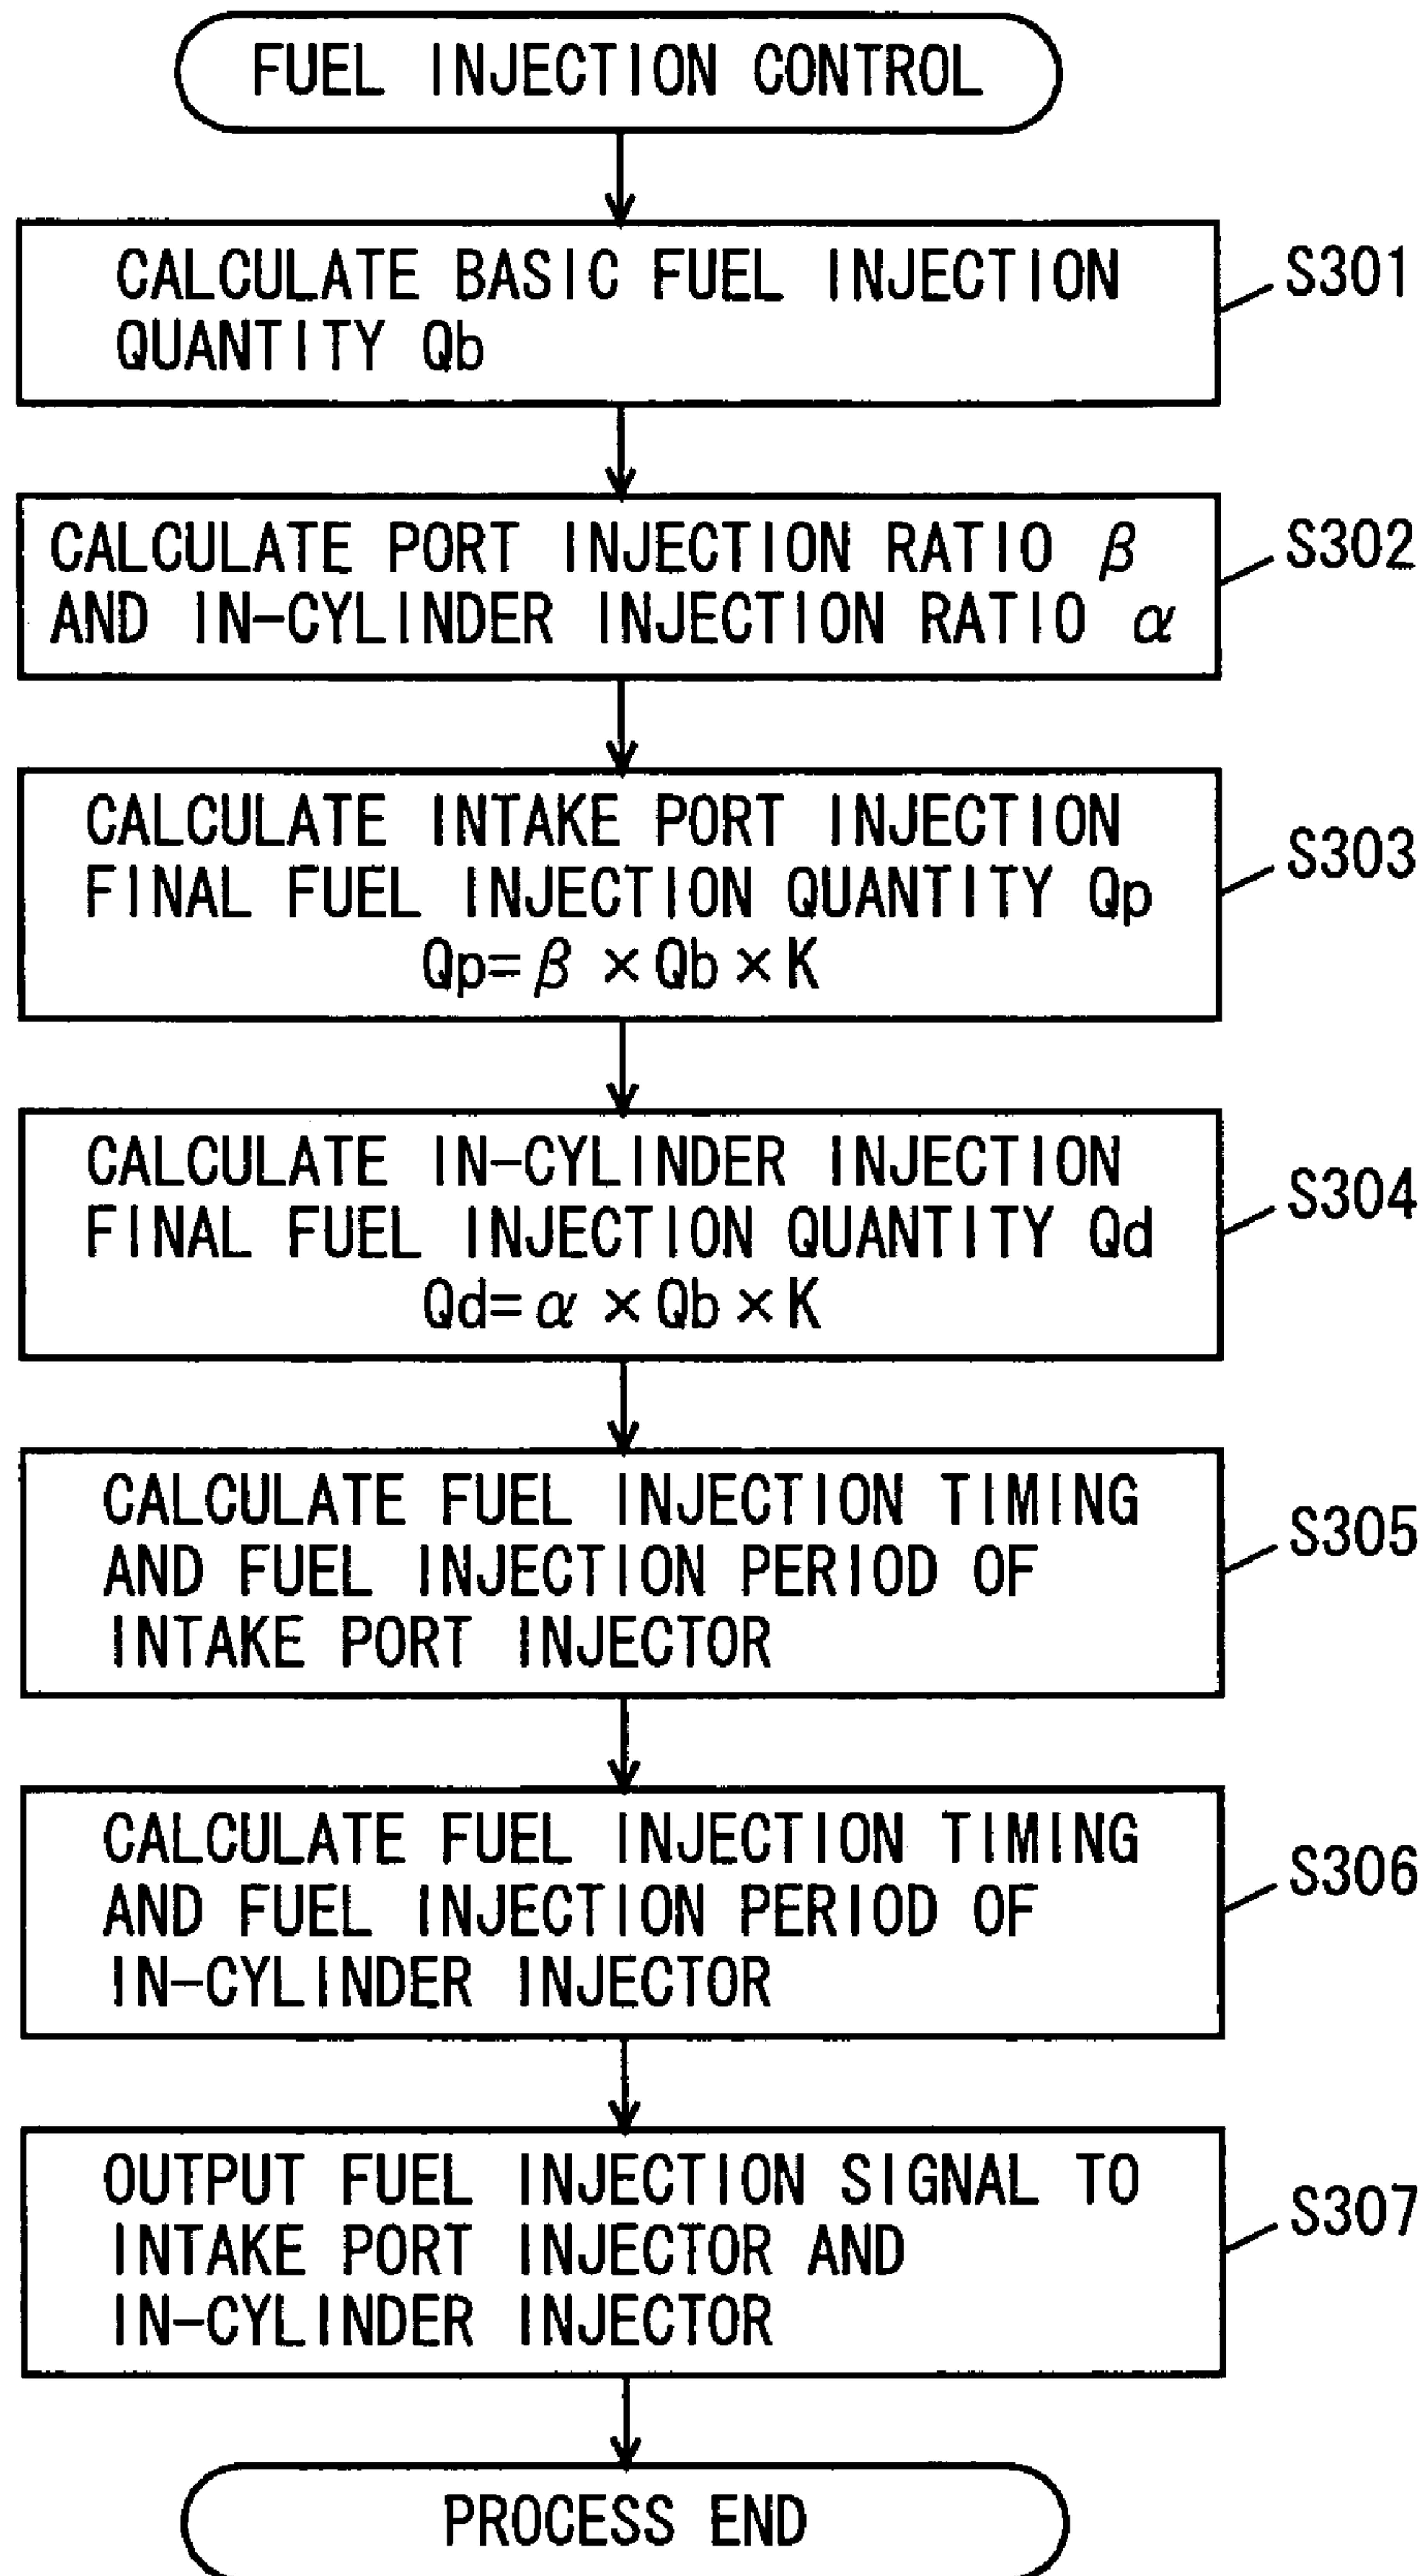 FUEL INJECTION CONTROL
CALCULATE BASIC FUEL INJECTION
QUANTITY Qb
S301
CALCULATE PORT INJECTION RATIO β
AND IN-CYLINDER INJECTION RATIO α
S302
CALCULATE INTAKE PORT INJECTION
FINAL FUEL INJECTION QUANTITY Qp
Qp=β×Qb×K
S303
CALCULATE IN-CYLINDER INJECTION
FINAL FUEL INJECTION QUANTITY Qd
Qd=α×Qb×K
S304
CALCULATE FUEL INJECTION TIMING
AND FUEL INJECTION PERIOD OF
INTAKE PORT INJECTOR
S305
CALCULATE FUEL INJECTION TIMING
AND FUEL INJECTION PERIOD OF
IN-CYLINDER INJECTOR
S306
OUTPUT FUEL INJECTION SIGNAL TO
INTAKE PORT INJECTOR AND
IN-CYLINDER INJECTOR
S307
PROCESS END